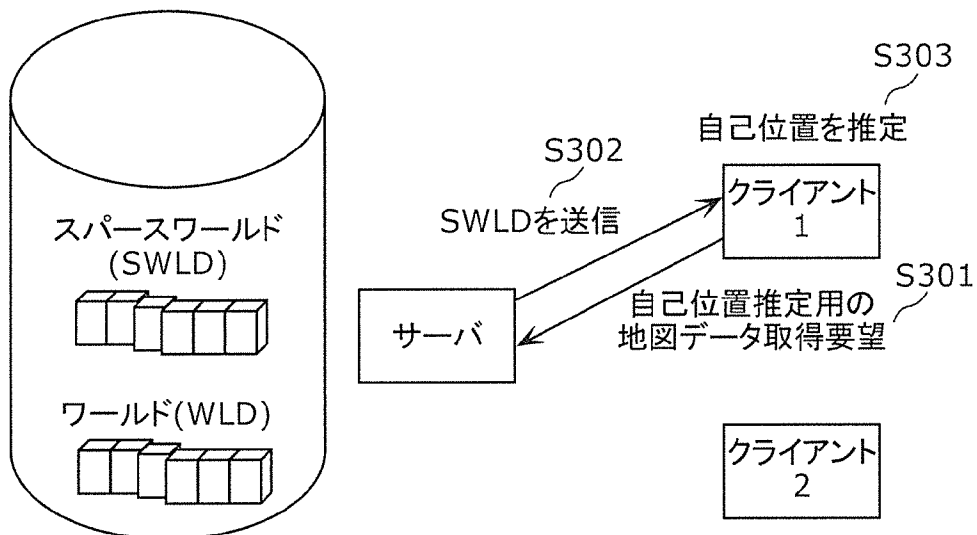 S303
自己位置を推定
S302
SWLDを送信
クライアント
1
スパースワールド
(SWLD)
S301
自己位置推定用の
地図データ取得要望
サーバ
ワールド(WLD)
クライアント
2